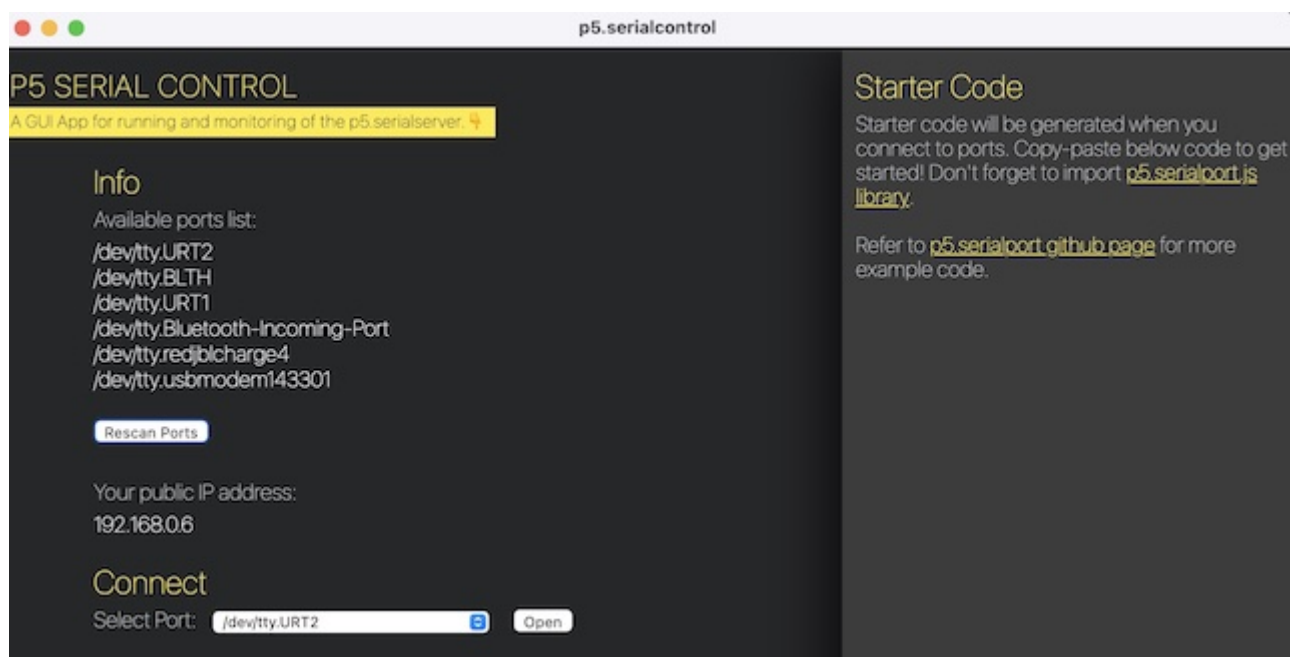 p5.serialcontrol
P5 SERIAL CONTROL
A GUI App for running and monitoring of the p5.serialserver. 👇
Info
Available ports list:
/dev/tty.URT2
/dev/tty.BLTH
/dev/tty.URT1
/dev/tty.Bluetooth-Incoming-Port
/dev/tty.redjblcharge4
/dev/tty.usbmodem143301
Rescan Ports
Your public IP address:
192.168.0.6
Connect
Select Port: /dev/tty.URT2 Open
Starter Code
Starter code will be generated when you
connect to ports. Copy-paste below code to get
started! Don't forget to import p5.serialport.js
library.
Refer to p5.serialport github page for more
example code.